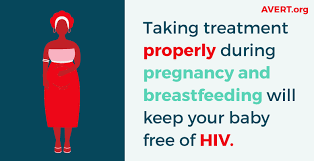 AVERT.org
Taking treatment
properly during
pregnancy and
breastfeeding will
keep your baby
free of HIV.